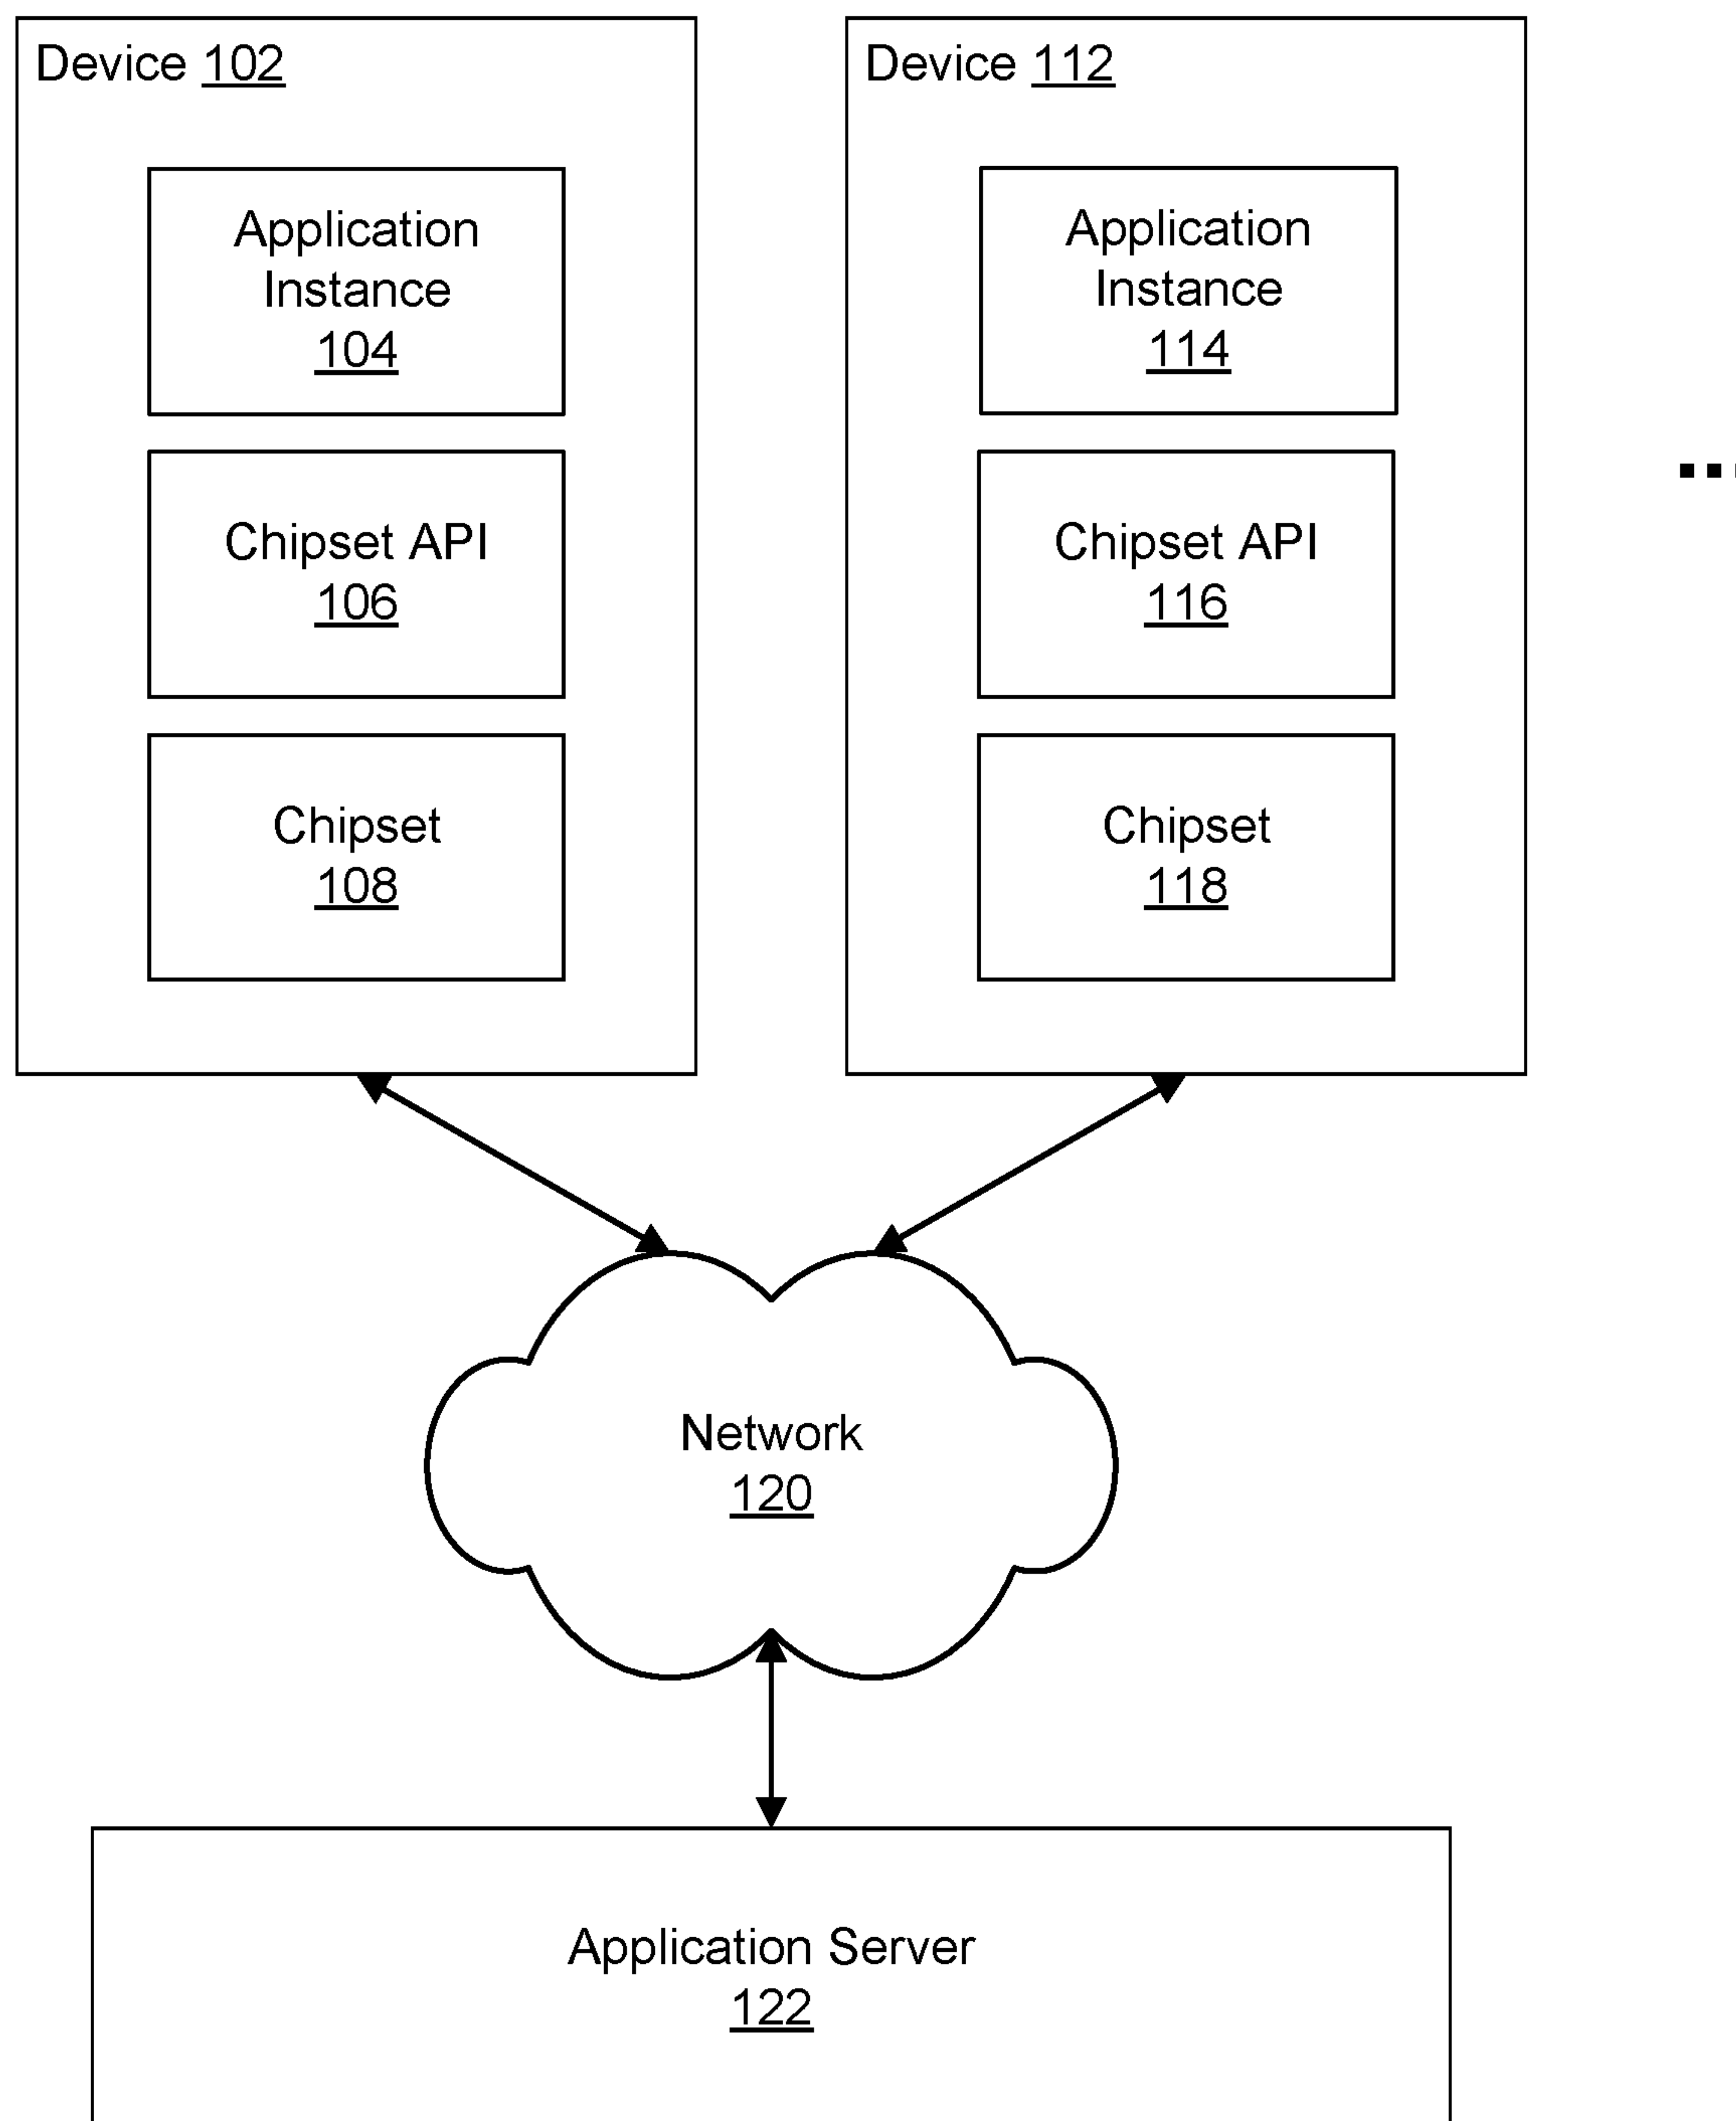 Device 102
Application
Instance
104
Chipset API
106
Chipset
108
Device 112
Application
Instance
114
Chipset API
116
Chipset
118
...
Network
120
Application Server
122